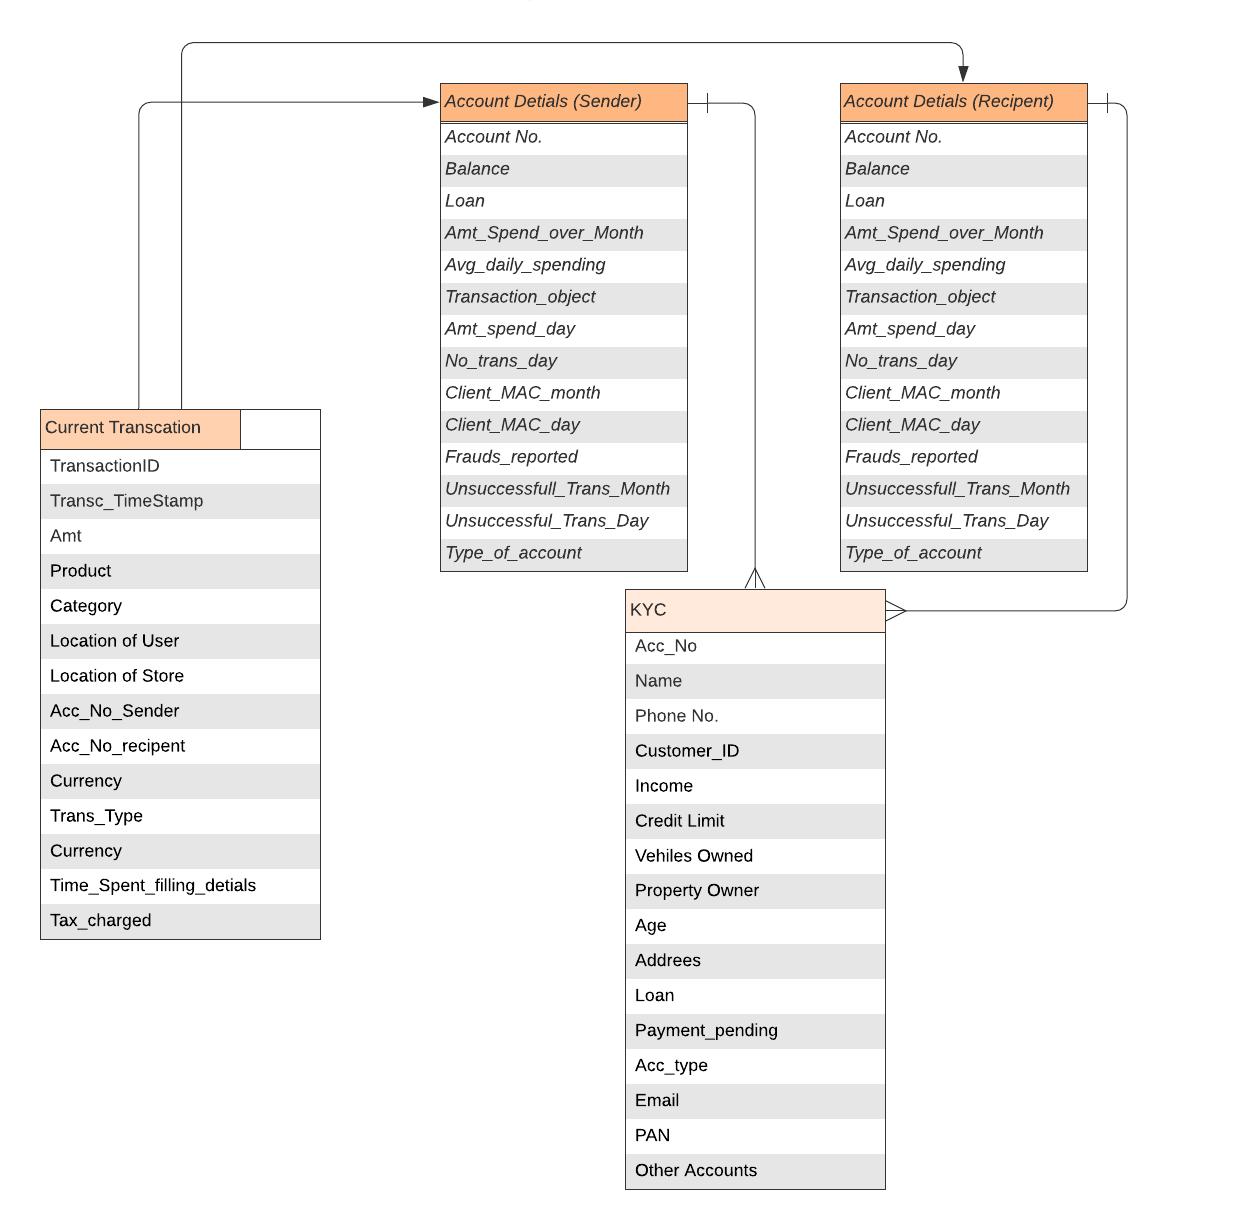 Account Detials (Sender)
Account No.
Balance
Loan
Amt_Spend_over_Month
Avg_daily_spending
Transaction_object
Amt_spend_day
No_trans_day
Client_MAC_month
Client_MAC_day
Frauds_reported
Unsuccessfull_Trans_Month
Unsuccessful_Trans_Day
Type_of_account
Account Detials (Recipent)
Account No.
Balance
Loan
Amt_Spend_over_Month
Avg_daily_spending
Transaction_object
Amt_spend_day
No_trans_day
Client_MAC_month
Client_MAC_day
Frauds_reported
Unsuccessfull_Trans_Month
Unsuccessful_Trans_Day
Type_of_account
Current Transcation
TransactionID
Transc_TimeStamp
Amt
Product
Category
Location of User
Location of Store
Acc_No_Sender
Acc_No_recipent
Currency
Trans_Type
Currency
Time_Spent_filling_detials
Tax_charged
KYC
Acc_No
Name
Phone No.
Customer_ID
Income
Credit Limit
Vehiles Owned
Property Owner
Age
Addrees
Loan
Payment_pending
Acc_type
Email
PAN
Other Accounts